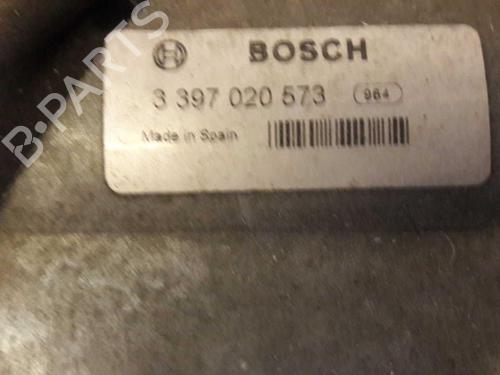 BOSCH
3 397 020 573 964
Made in Spain
B-PARTS